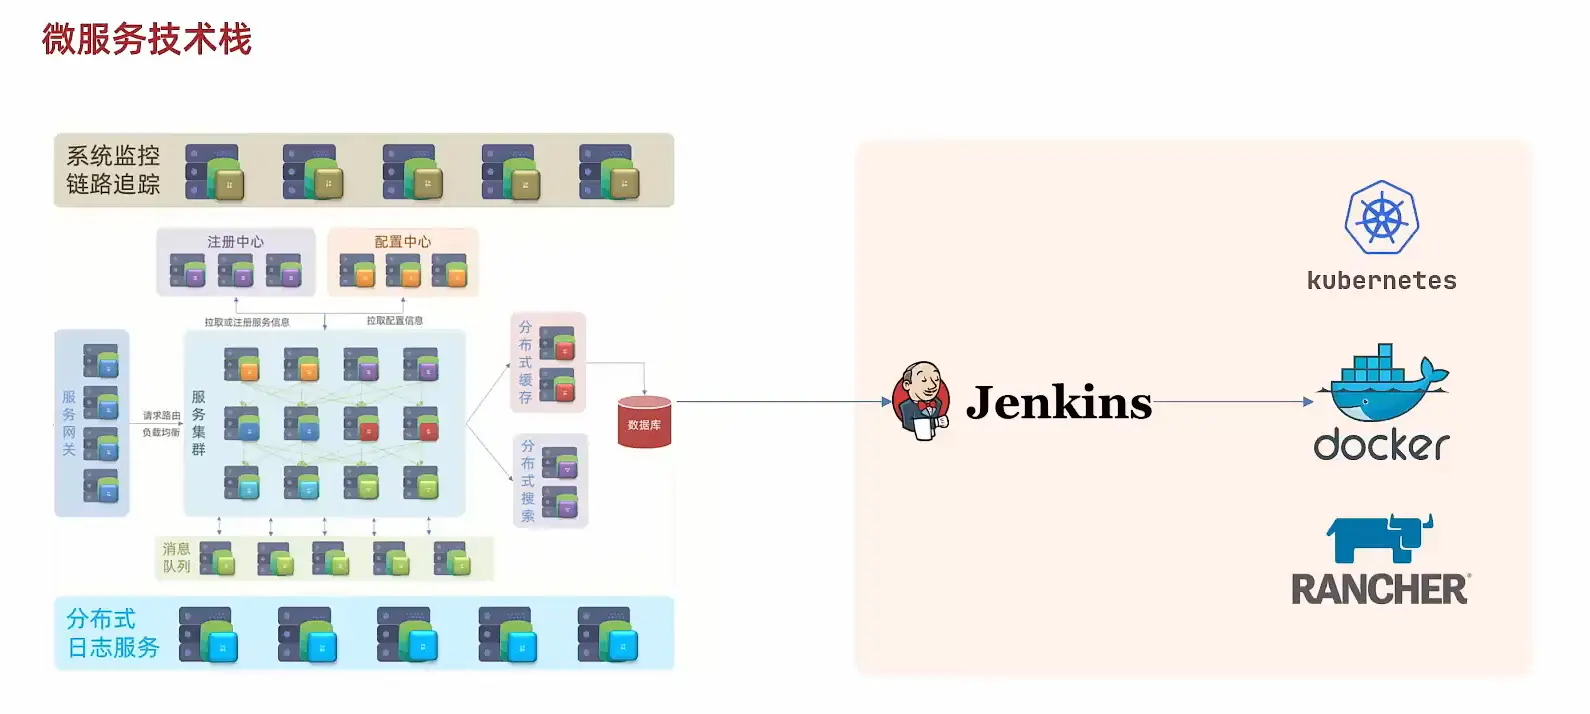 微服务技术栈
系统监控
链路追踪
注册中心
配置中心
拉取或注册服务信息
拉取配置信息
服务网关
请求路由
负载均衡
服务集群
分布式缓存
分布式搜索
数据库
消息
队列
分布式
日志服务
Jenkins
kubernetes
docker
RANCHER®